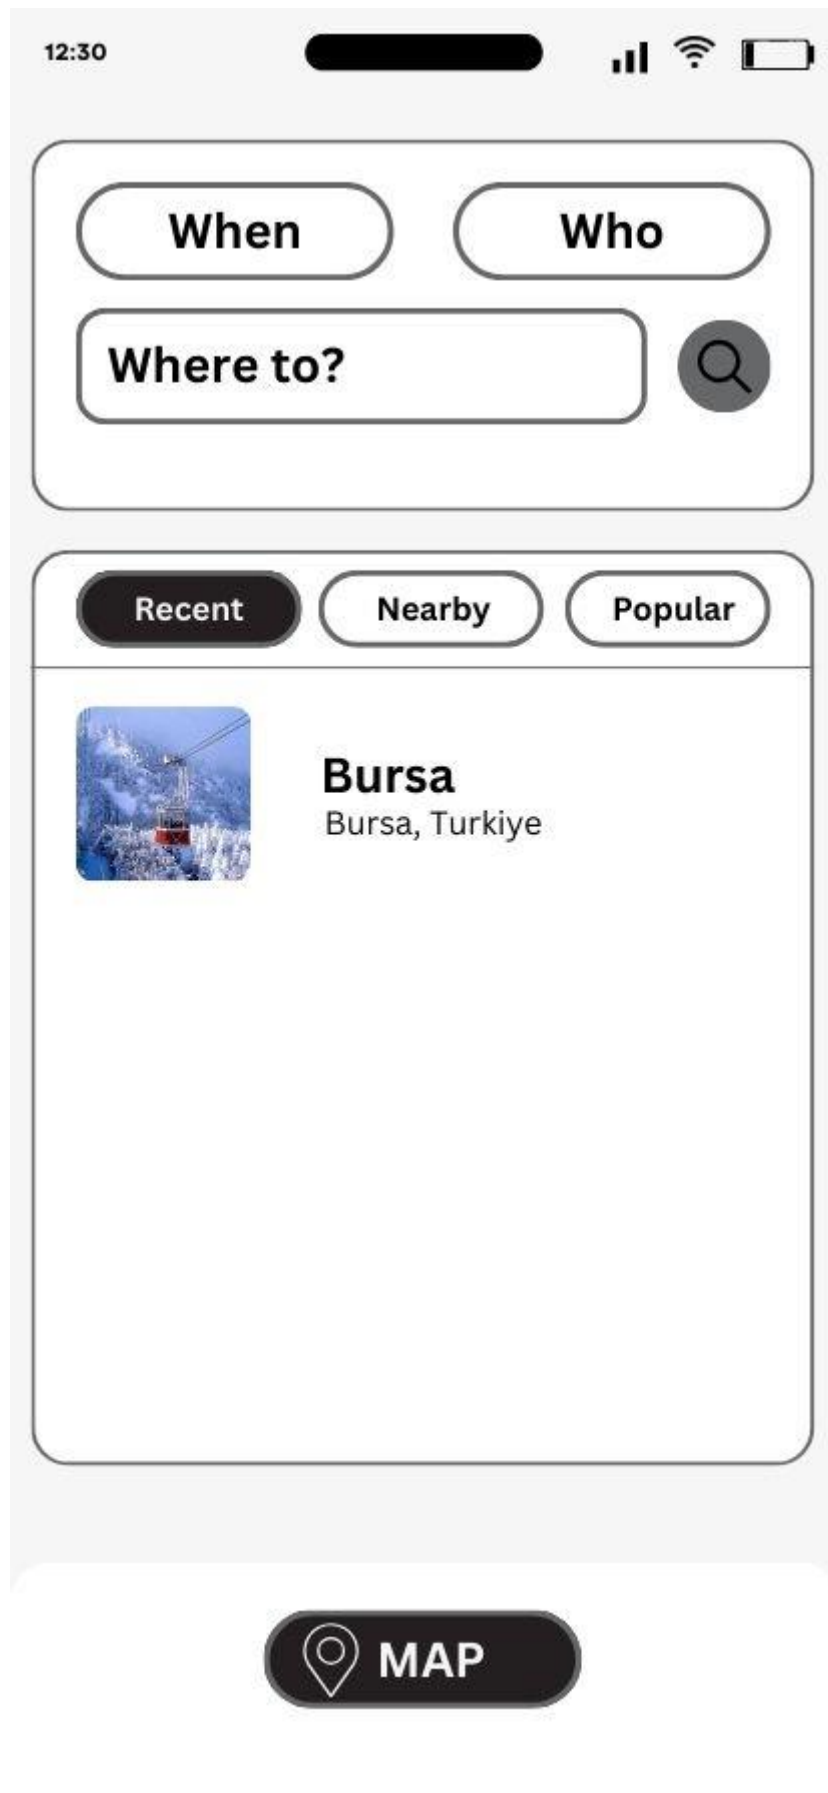 12:30
When Who
Where to?
Recent Nearby Popular
Bursa
Bursa, Turkiye
MAP